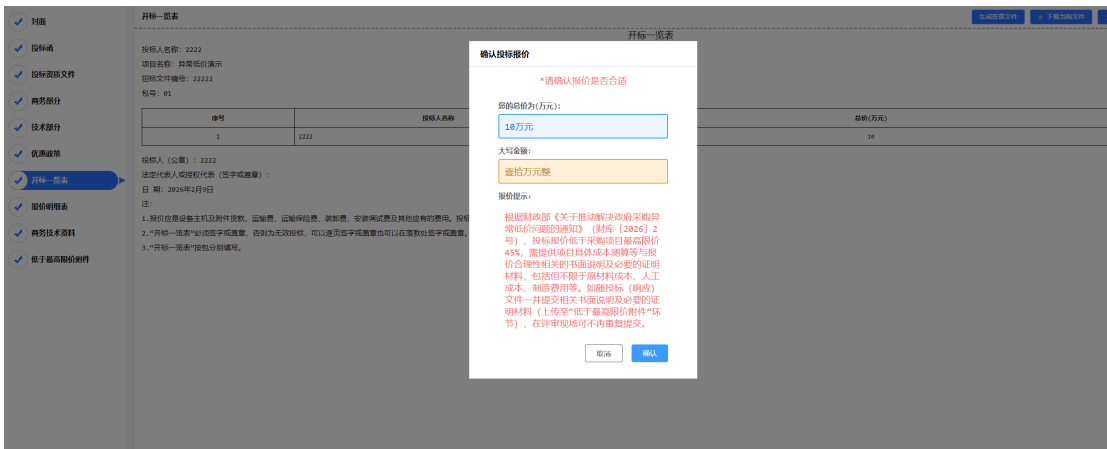 封面
投标函
投标资质文件
商务部分
技术部分
优惠政策
开标一览表
报价明细表
商务技术资料
低于最高限价附件
开标一览表
生成签章文件
下载当前文件
开标一览表
投标人名称: 2222
项目名称: 异常低价演示
招标文件编号: 22222
包号: 01
序号 投标人名称 总价(万元)
1 2222 10
投标人（公章）: 2222
法定代表人或授权代表（签字或盖章）:
日 期: 2026年2月9日
注:
1.报价应是设备主机及附件货款、运输费、运输保险费、装卸费、安装调试费及其他应有的费用。投标
2."开标一览表"必须签字或盖章，否则为无效投标，可以逐页签字或盖章也可以在落款处签字或盖章。
3."开标一览表"按包分别填写。
确认投标报价
*请确认报价是否合适
您的总价为(万元):
10万元
大写金额:
壹拾万元整
报价提示:
根据财政部《关于推动解决政府采购异
常低价问题的通知》（财库〔2026〕2
号），投标报价低于采购项目最高限价
45%，需提供项目具体成本测算等与报
价合理性相关的书面说明及必要的证明
材料，包括但不限于原材料成本、人工
成本、制造费用等。如随投标（响应）
文件一并提交相关书面说明及必要的证
明材料（上传至"低于最高限价附件"环
节），在评审现场可不再重复提交。
取消
确认